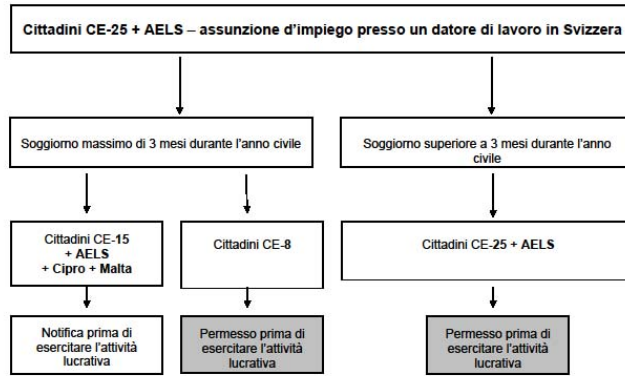 Cittadini CE-25 + AELS – assunzione d'impiego presso un datore di lavoro in Svizzera
Soggiorno massimo di 3 mesi durante l'anno civile
Soggiorno superiore a 3 mesi durante l'anno
civile
Cittadini CE-15
+ AELS
+ Cipro + Malta
Cittadini CE-8
Cittadini CE-25 + AELS
Notifica prima di
esercitare l'attività
lucrativa
Permesso prima di
esercitare l'attività
lucrativa
Permesso prima di
esercitare l'attività
lucrativa